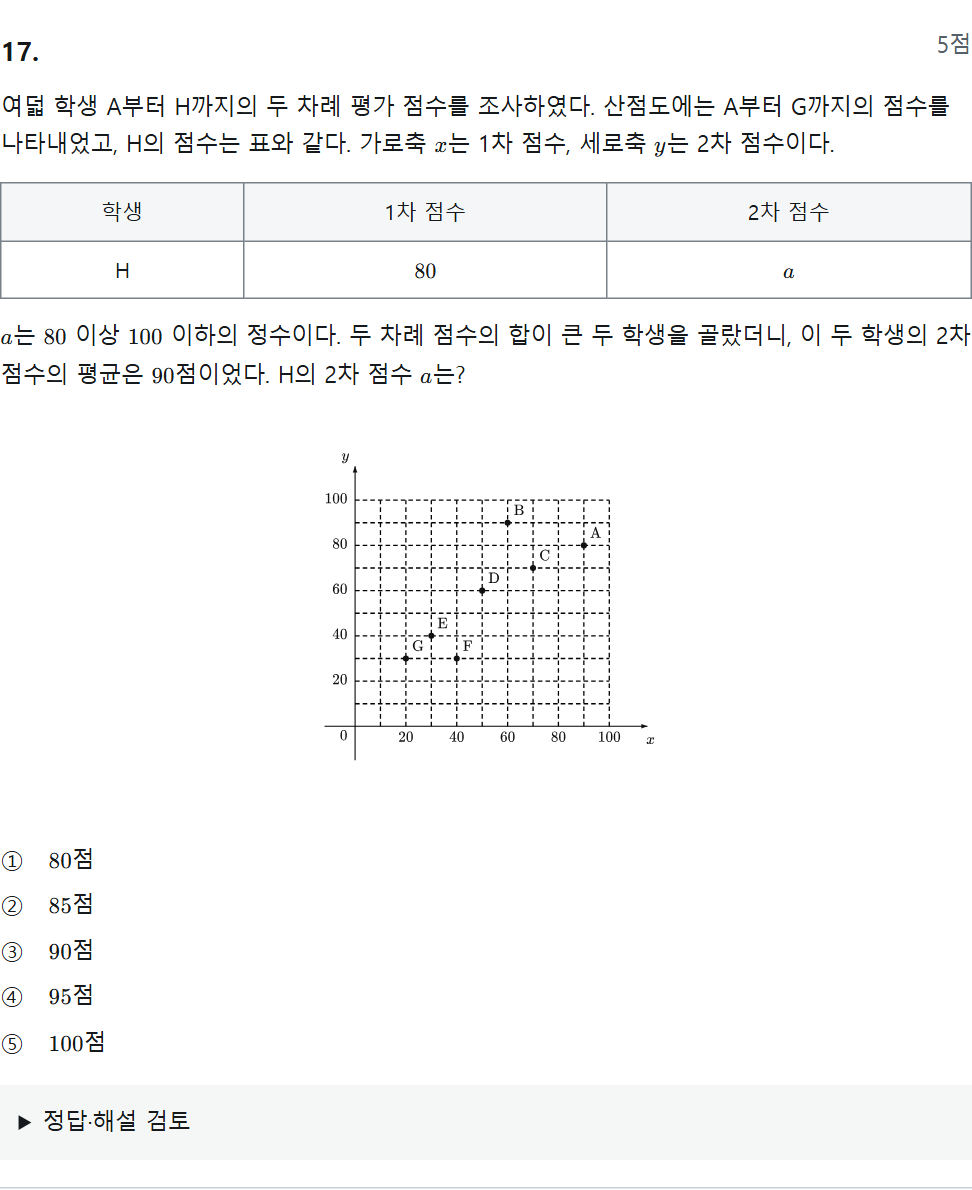 17.
5점
여덟 학생 A부터 H까지의 두 차례 평가 점수를 조사하였다. 산점도에는 A부터 G까지의 점수를
나타내었고, H의 점수는 표와 같다. 가로축 x는 1차 점수, 세로축 y는 2차 점수이다.
학생 1차 점수 2차 점수
H 80 a
a는 80 이상 100 이하의 정수이다. 두 차례 점수의 합이 큰 두 학생을 골랐더니, 이 두 학생의 2차
점수의 평균은 90점이었다. H의 2차 점수 a는?
y
100
B
A
80
C
D
60
E
40
G F
20
0 20 40 60 80 100 x
① 80점
② 85점
③ 90점
④ 95점
⑤ 100점
▶ 정답·해설 검토